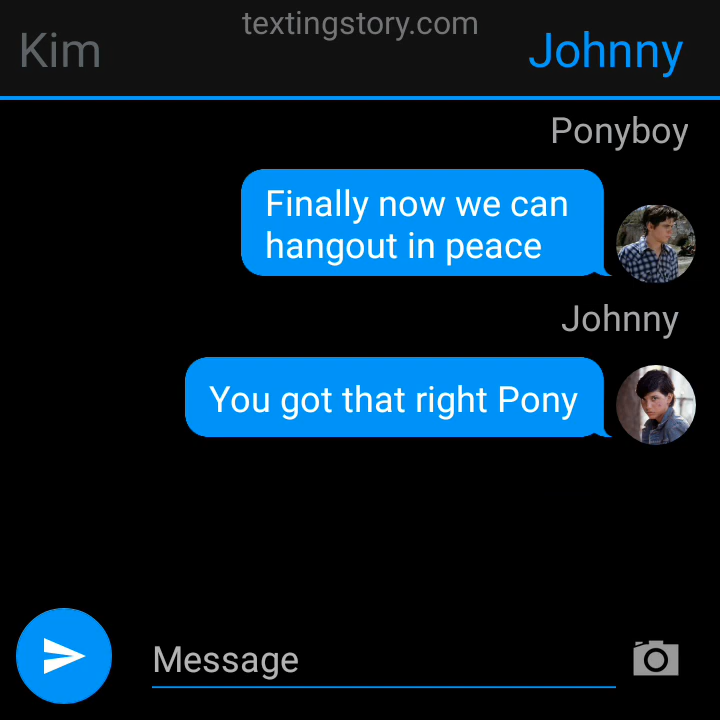 textingstory.com
Kim
Johnny
Ponyboy
Finally now we can
hangout in peace
Johnny
You got that right Pony
Message